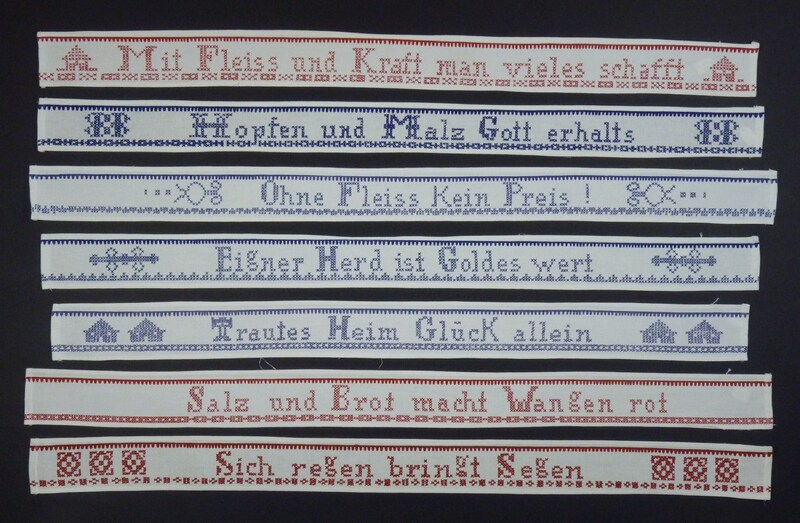 Mit Fleiss und Kraft man vieles schafft
Hopfen und Malz Gott erhalts
Ohne Fleiss Kein Preis !
Eigner Herd ist Goldes wert
Trautes Heim Glück allein
Salz und Brot macht Wangen rot
Sich regen bringt Segen